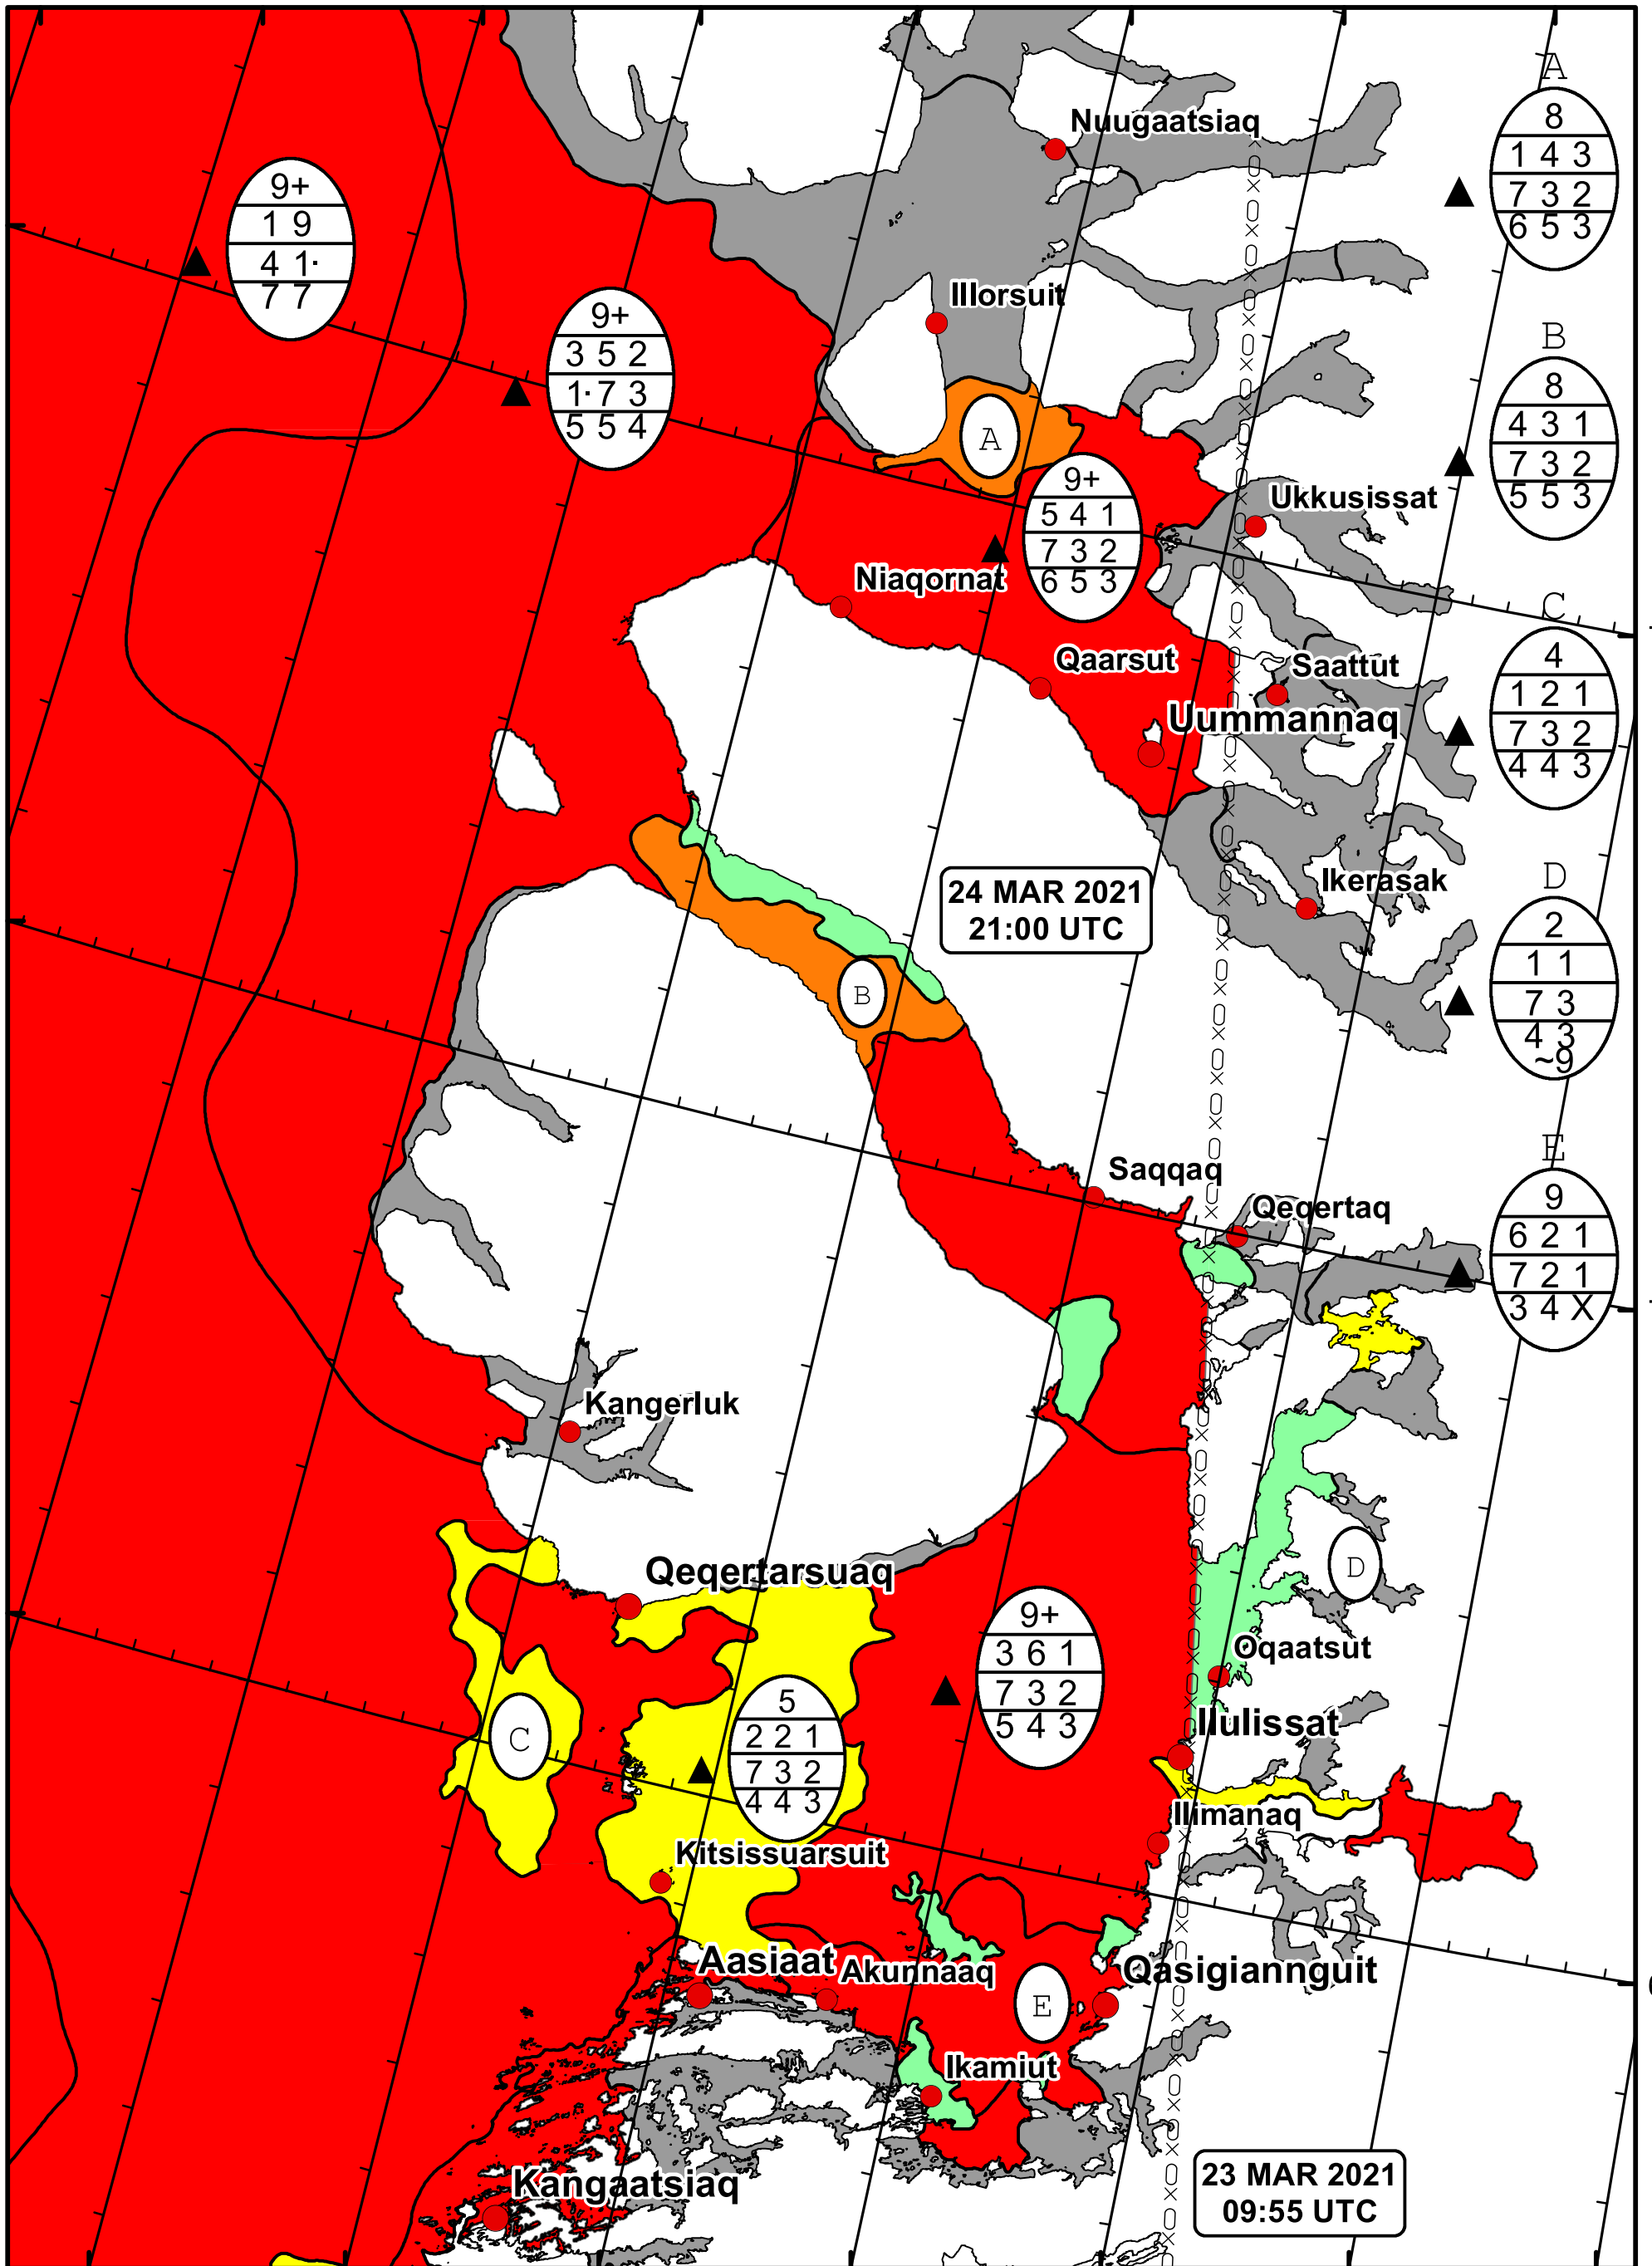 A
8
1 4 3
7 3 2
6 5 3
Nuugaatsiaq
9+
1 9
4 1·
7 7
Illorsuit
9+
3 5 2
1· 7 3
5 5 4
B
8
4 3 1
7 3 2
5 5 3
A
9+
5 4 1
7 3 2
6 5 3
Ukkusissat
Niaqornat
C
4
1 2 1
7 3 2
4 4 3
Qaarsut
Saattut
Uummannaq
24 MAR 2021
21:00 UTC
Ikerasak
D
2
1 1
7 3
4 3
~9
B
Saqqaq
Qeqertaq
E
9
6 2 1
7 2 1
3 4 X
Kangerluk
Qeqertarsuaq
D
9+
3 6 1
7 3 2
5 4 3
Oqaatsut
C
5
2 2 1
7 3 2
4 4 3
Ilulissat
Ilimanaq
Kitsissuarsuit
Aasiaat
Akunnaaq
Qasigiannguit
E
Ikamiut
Kangaatsiaq
23 MAR 2021
09:55 UTC